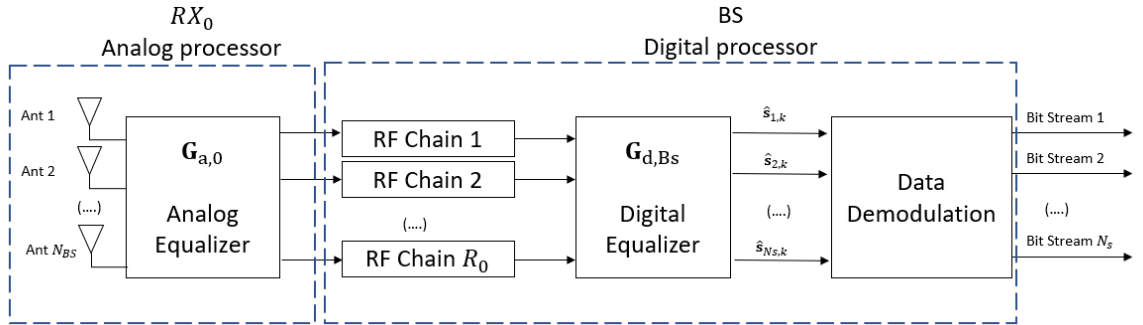 RX₀
Analog processor
BS
Digital processor
Ant 1
Ant 2
(....)
Ant N_BS
G_a,0
Analog
Equalizer
RF Chain 1
RF Chain 2
(....)
RF Chain R₀
G_d,Bs
Digital
Equalizer
ŝ_1,k
ŝ_2,k
(....)
ŝ_Ns,k
Data
Demodulation
Bit Stream 1
Bit Stream 2
(....)
Bit Stream N_s